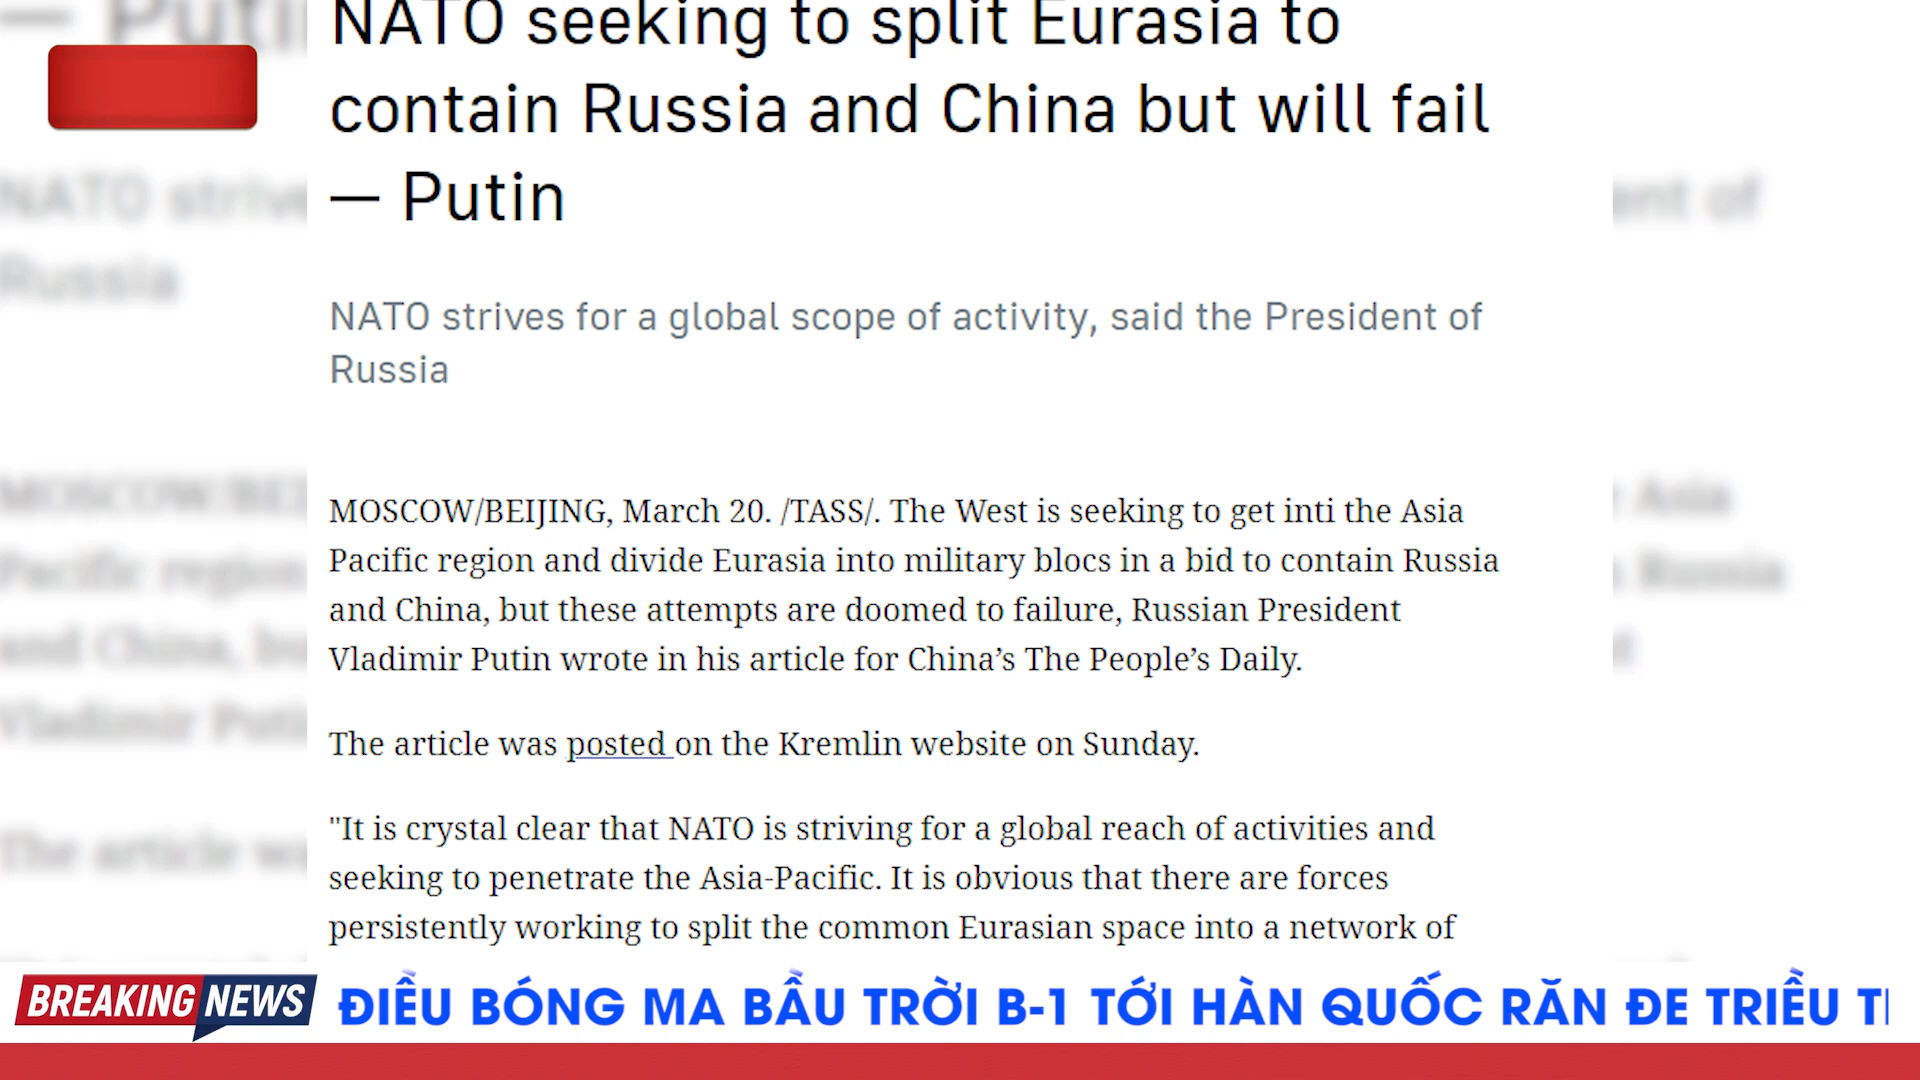 NATO seeking to split Eurasia to
contain Russia and China but will fail
— Putin
NATO strives for a global scope of activity, said the President of
Russia
MOSCOW/BEIJING, March 20. /TASS/. The West is seeking to get inti the Asia
Pacific region and divide Eurasia into military blocs in a bid to contain Russia
and China, but these attempts are doomed to failure, Russian President
Vladimir Putin wrote in his article for China’s The People’s Daily.
The article was posted on the Kremlin website on Sunday.
"It is crystal clear that NATO is striving for a global reach of activities and
seeking to penetrate the Asia-Pacific. It is obvious that there are forces
persistently working to split the common Eurasian space into a network of
BREAKING NEWS
ĐIỀU BÓNG MA BẦU TRỜI B-1 TỚI HÀN QUỐC RĂN ĐE TRIỀU